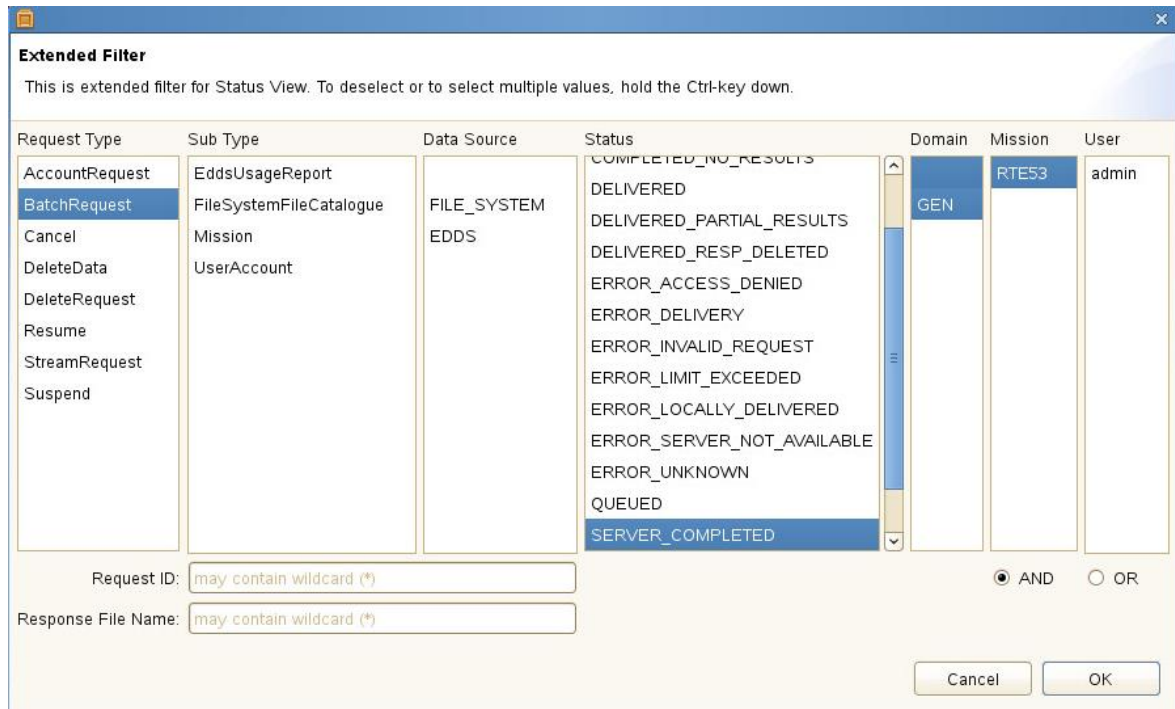 Extended Filter
This is extended filter for Status View. To deselect or to select multiple values, hold the Ctrl-key down.
Request Type
AccountRequest
BatchRequest
Cancel
DeleteData
DeleteRequest
Resume
StreamRequest
Suspend
Sub Type
EddsUsageReport
FileSystemFileCatalogue
Mission
UserAccount
Data Source
FILE_SYSTEM
EDDS
Status
COMPLETED_NO_RESULTS
DELIVERED
DELIVERED_PARTIAL_RESULTS
DELIVERED_RESP_DELETED
ERROR_ACCESS_DENIED
ERROR_DELIVERY
ERROR_INVALID_REQUEST
ERROR_LIMIT_EXCEEDED
ERROR_LOCALLY_DELIVERED
ERROR_SERVER_NOT_AVAILABLE
ERROR_UNKNOWN
QUEUED
SERVER_COMPLETED
Domain
GEN
Mission
RTE53
User
admin
Request ID: may contain wildcard (*)
AND OR
Response File Name: may contain wildcard (*)
Cancel OK